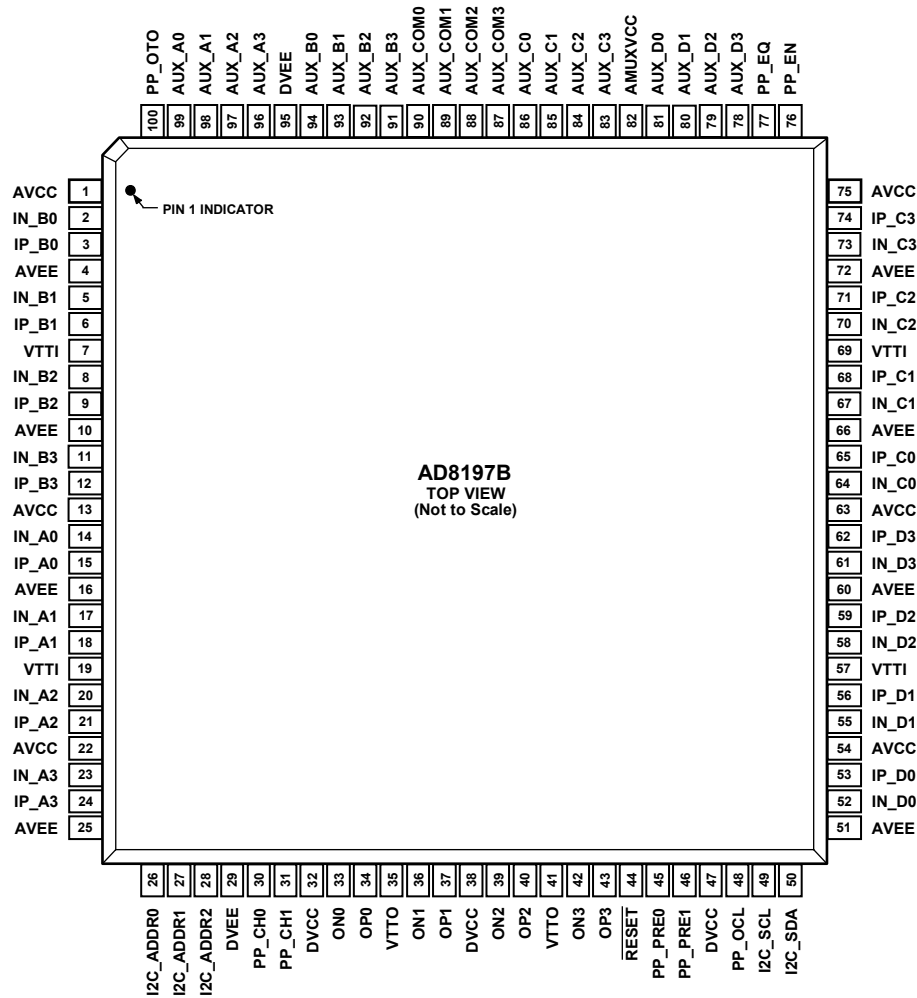 PP_OTO
AUX_A0
AUX_A1
AUX_A2
AUX_A3
DVEE
AUX_B0
AUX_B1
AUX_B2
AUX_B3
AUX_COM0
AUX_COM1
AUX_COM2
AUX_COM3
AUX_C0
AUX_C1
AUX_C2
AUX_C3
AMUXVCC
AUX_D0
AUX_D1
AUX_D2
AUX_D3
PP_EQ
PP_EN
100 99 98 97 96 95 94 93 92 91 90 89 88 87 86 85 84 83 82 81 80 79 78 77 76
AVCC 1
IN_B0 2
IP_B0 3
AVEE 4
IN_B1 5
IP_B1 6
VTTI 7
IN_B2 8
IP_B2 9
AVEE 10
IN_B3 11
IP_B3 12
AVCC 13
IN_A0 14
IP_A0 15
AVEE 16
IN_A1 17
IP_A1 18
VTTI 19
IN_A2 20
IP_A2 21
AVCC 22
IN_A3 23
IP_A3 24
AVEE 25
PIN 1 INDICATOR
AD8197B
TOP VIEW
(Not to Scale)
75 AVCC
74 IP_C3
73 IN_C3
72 AVEE
71 IP_C2
70 IN_C2
69 VTTI
68 IP_C1
67 IN_C1
66 AVEE
65 IP_C0
64 IN_C0
63 AVCC
62 IP_D3
61 IN_D3
60 AVEE
59 IP_D2
58 IN_D2
57 VTTI
56 IP_D1
55 IN_D1
54 AVCC
53 IP_D0
52 IN_D0
51 AVEE
26 27 28 29 30 31 32 33 34 35 36 37 38 39 40 41 42 43 44 45 46 47 48 49 50
I2C_ADDR0
I2C_ADDR1
I2C_ADDR2
DVEE
PP_CH0
PP_CH1
DVCC
ON0
OP0
VTTO
ON1
OP1
DVCC
ON2
OP2
VTTO
ON3
OP3
RESET
PP_PRE0
PP_PRE1
DVCC
PP_OCL
I2C_SCL
I2C_SDA